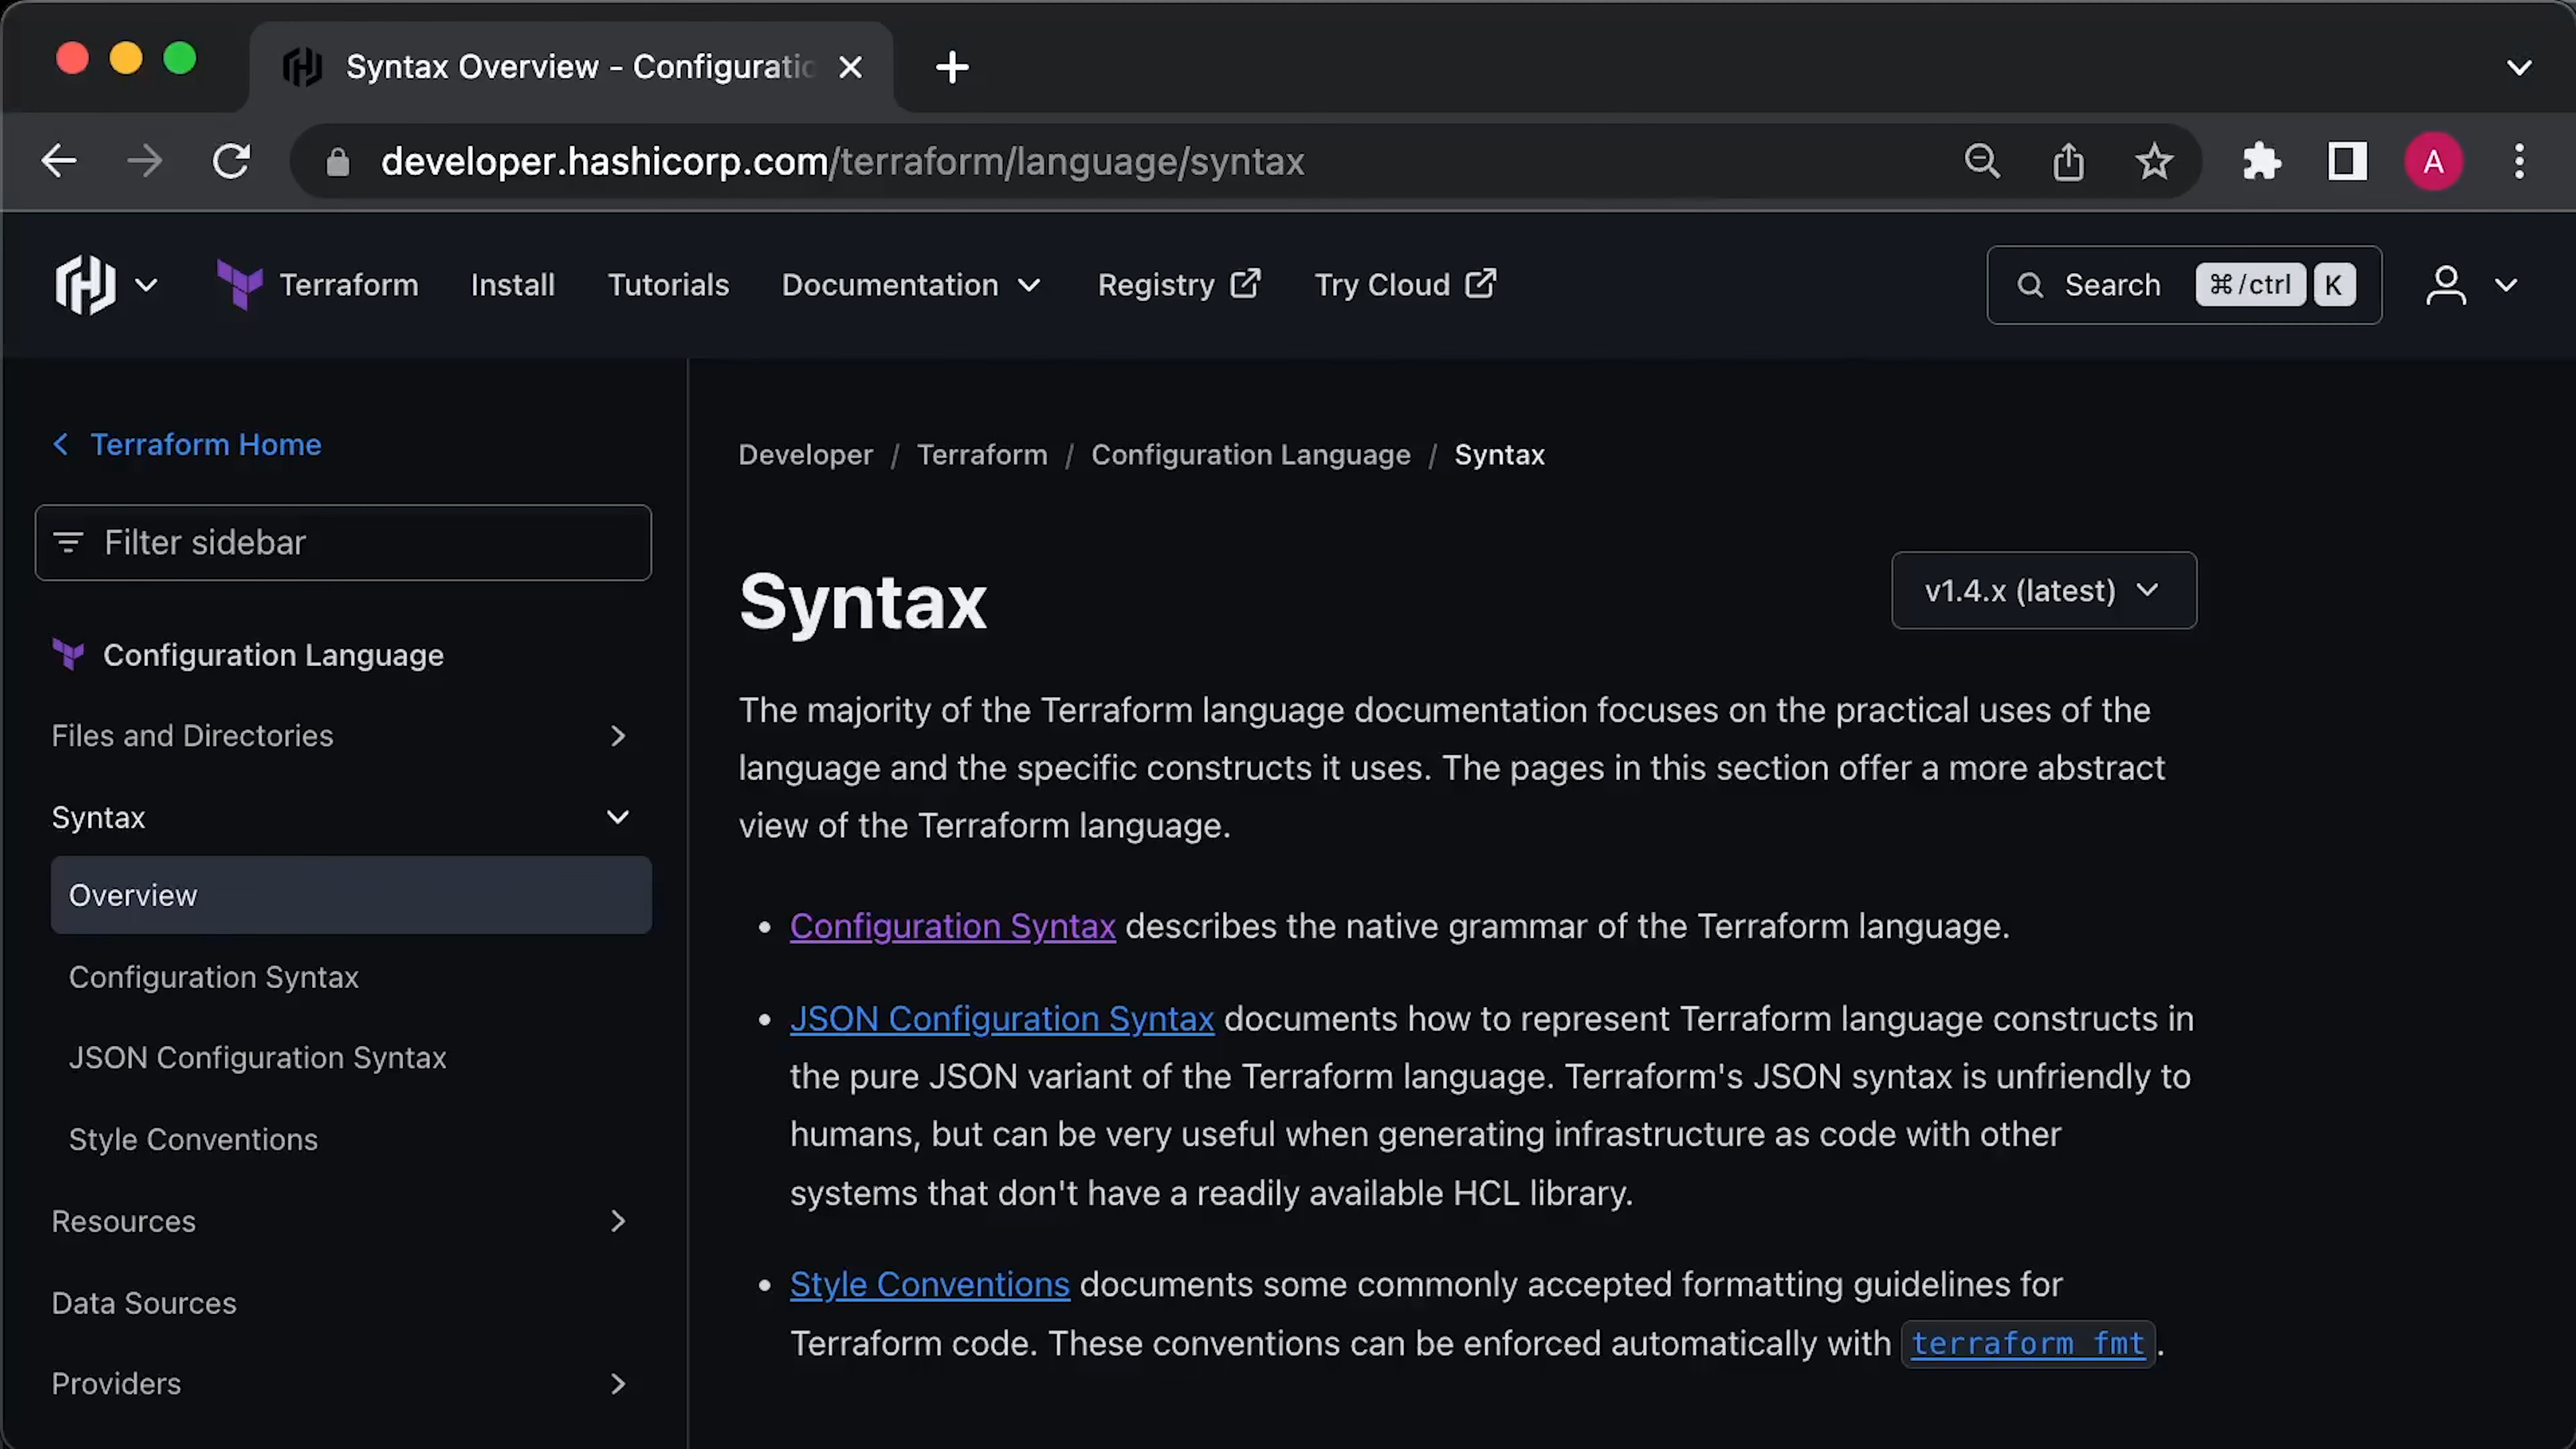 Syntax Overview - Configuratio
developer.hashicorp.com/terraform/language/syntax
A
Terraform
Install
Tutorials
Documentation
Registry
Try Cloud
Search
⌘/ctrl
K
Terraform Home
Filter sidebar
Configuration Language
Files and Directories
Syntax
Overview
Configuration Syntax
JSON Configuration Syntax
Style Conventions
Resources
Data Sources
Providers
Developer / Terraform / Configuration Language / Syntax
Syntax
v1.4.x (latest)
The majority of the Terraform language documentation focuses on the practical uses of the
language and the specific constructs it uses. The pages in this section offer a more abstract
view of the Terraform language.
• Configuration Syntax describes the native grammar of the Terraform language.
• JSON Configuration Syntax documents how to represent Terraform language constructs in
the pure JSON variant of the Terraform language. Terraform's JSON syntax is unfriendly to
humans, but can be very useful when generating infrastructure as code with other
systems that don't have a readily available HCL library.
• Style Conventions documents some commonly accepted formatting guidelines for
Terraform code. These conventions can be enforced automatically with terraform fmt.